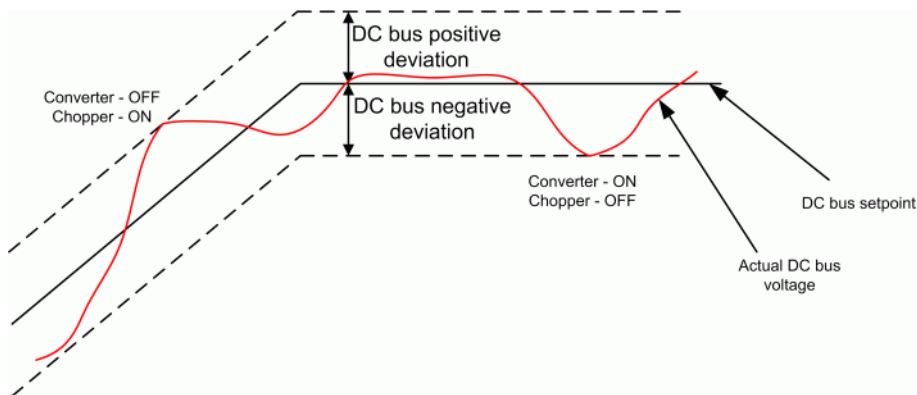 DC bus positive
deviation
Converter - OFF
Chopper - ON
DC bus negative
deviation
Converter - ON
Chopper - OFF
DC bus setpoint
Actual DC bus
voltage